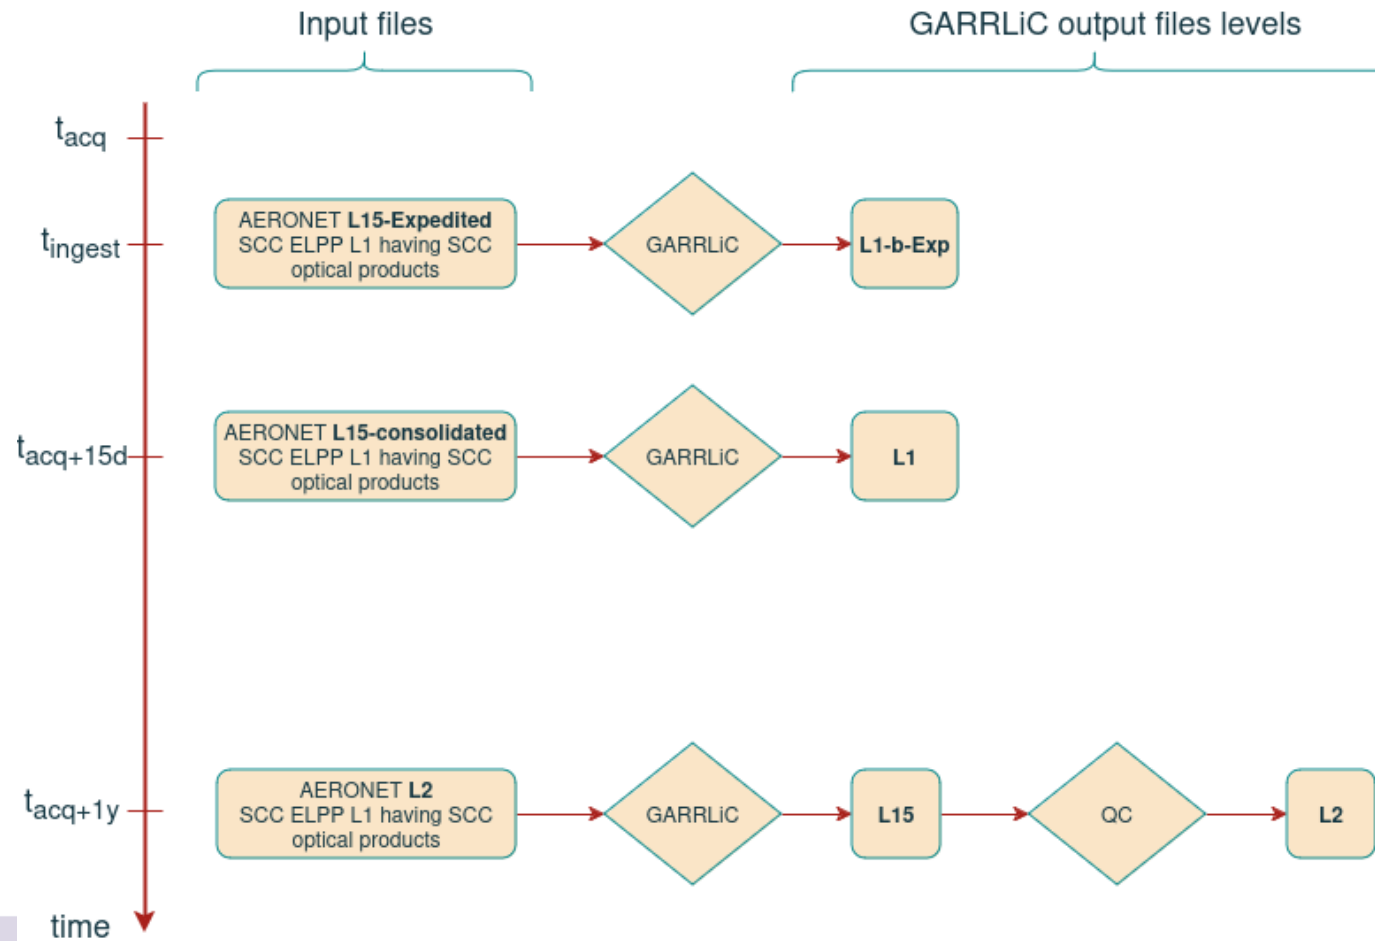 Input files
GARRLiC output files levels
tacq
tingest
AERONET L15-Expedited
SCC ELPP L1 having SCC
optical products
GARRLiC
L1-b-Exp
tacq+15d
AERONET L15-consolidated
SCC ELPP L1 having SCC
optical products
GARRLiC
L1
tacq+1y
AERONET L2
SCC ELPP L1 having SCC
optical products
GARRLiC
L15
QC
L2
time